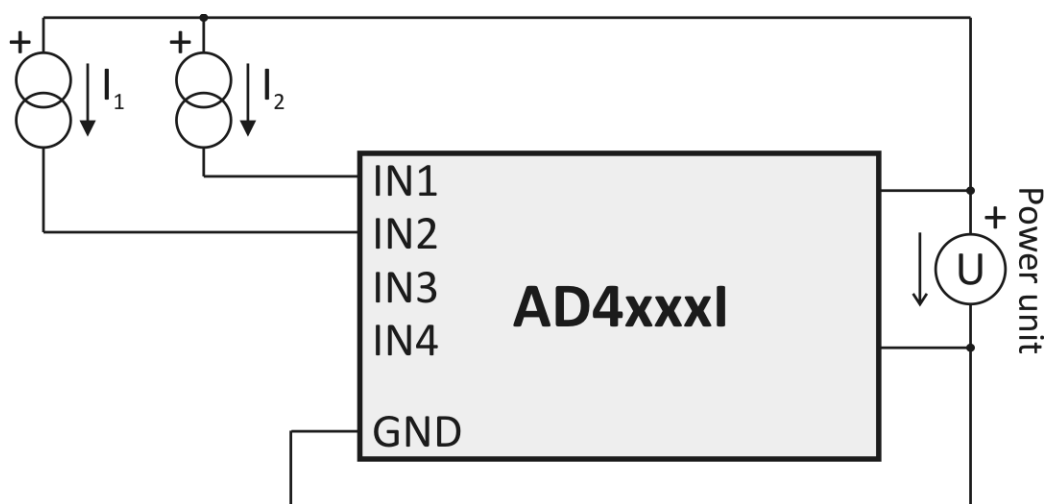 +
I1
+
I2
IN1
IN2
IN3
IN4
GND
AD4xxxI
+
U
Power unit